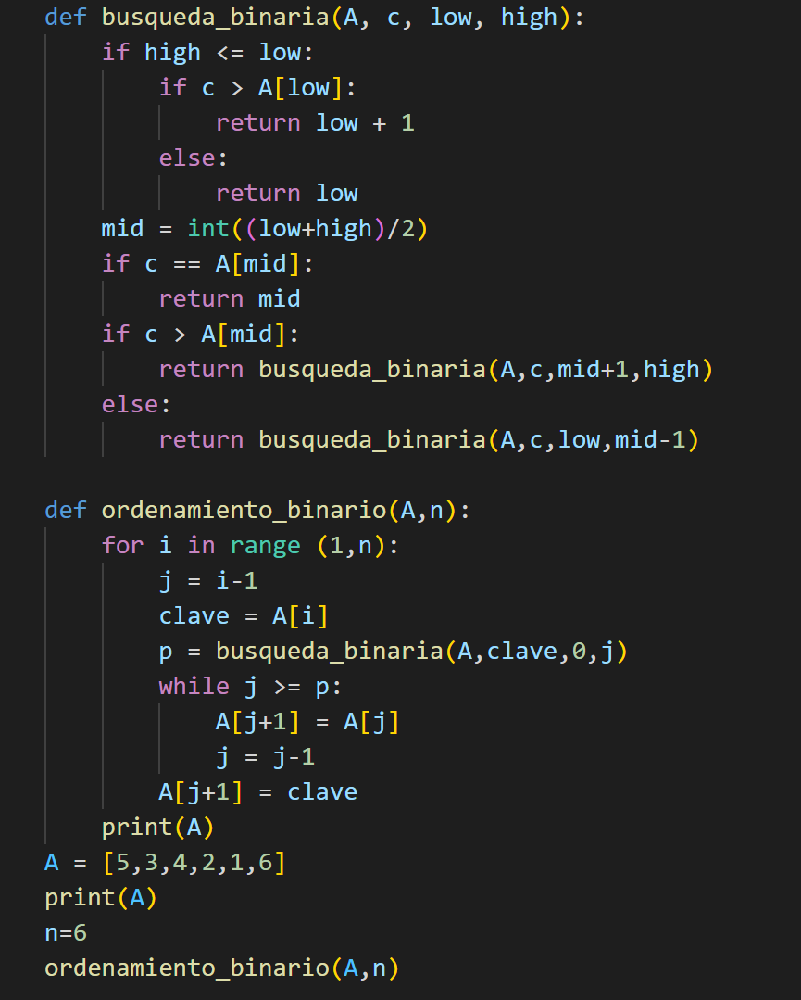 def busqueda_binaria(A, c, low, high):
    if high <= low:
        if c > A[low]:
            return low + 1
        else:
            return low
    mid = int((low+high)/2)
    if c == A[mid]:
        return mid
    if c > A[mid]:
        return busqueda_binaria(A,c,mid+1,high)
    else:
        return busqueda_binaria(A,c,low,mid-1)

def ordenamiento_binario(A,n):
    for i in range (1,n):
        j = i-1
        clave = A[i]
        p = busqueda_binaria(A,clave,0,j)
        while j >= p:
            A[j+1] = A[j]
            j = j-1
        A[j+1] = clave
    print(A)
A = [5,3,4,2,1,6]
print(A)
n=6
ordenamiento_binario(A,n)